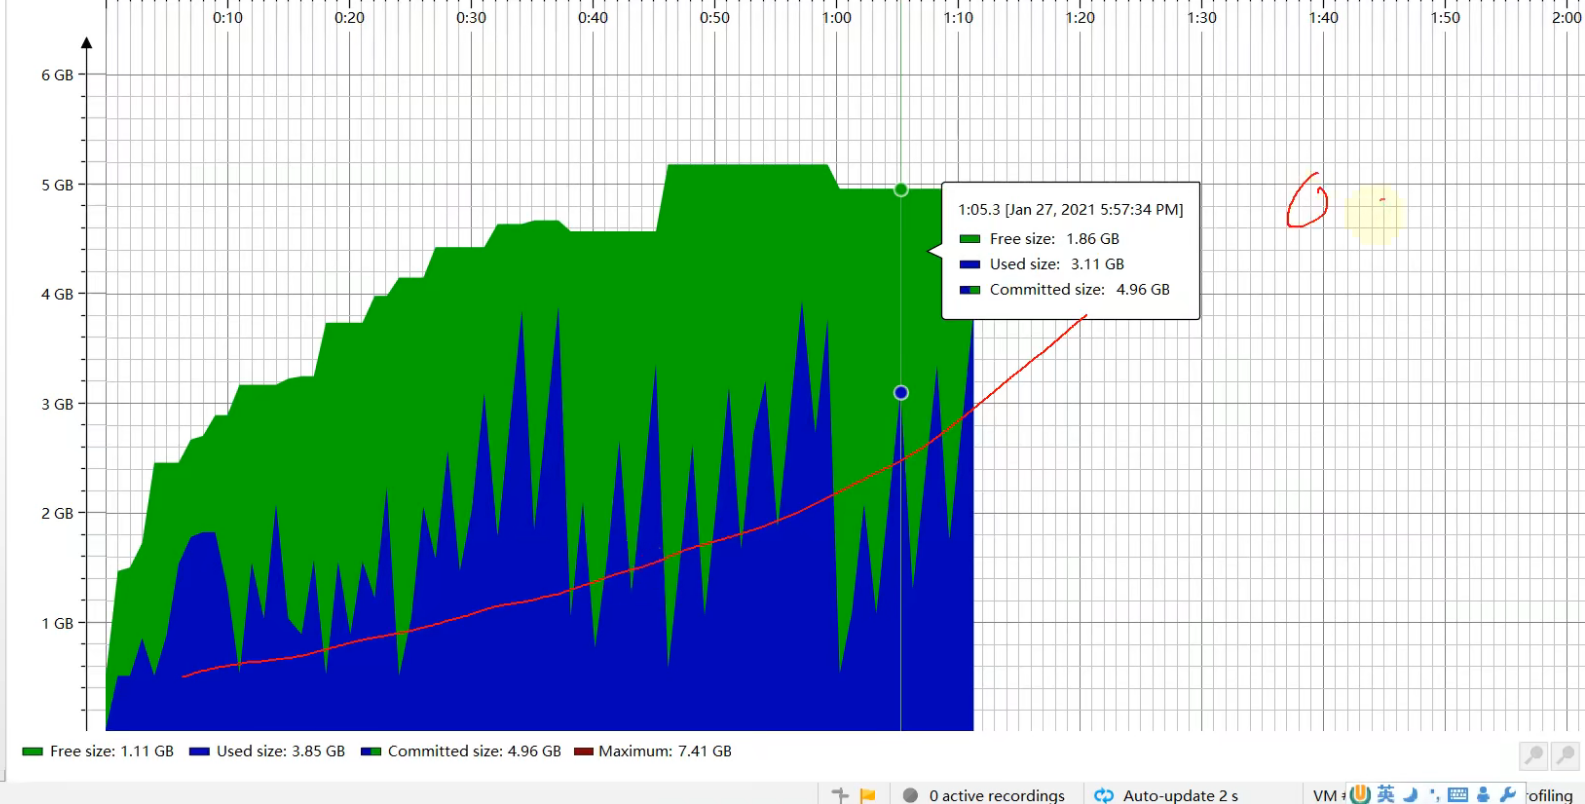 0:10 0:20 0:30 0:40 0:50 1:00 1:10 1:20 1:30 1:40 1:50 2:00
6 GB
5 GB
4 GB
3 GB
2 GB
1 GB
1:05.3 [Jan 27, 2021 5:57:34 PM]
Free size: 1.86 GB
Used size: 3.11 GB
Committed size: 4.96 GB
Free size: 1.11 GB Used size: 3.85 GB Committed size: 4.96 GB Maximum: 7.41 GB
0 active recordings Auto-update 2 s VM # 英 rofiling